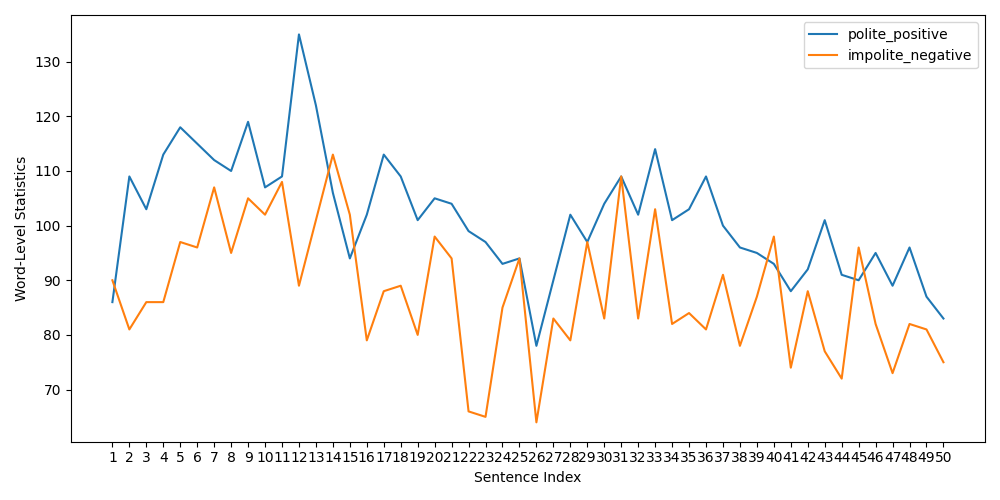 polite_positive
impolite_negative
130
120
110
100
90
80
70
Word-Level Statistics
1 2 3 4 5 6 7 8 9 10 11 12 13 14 15 16 17 18 19 20 21 22 23 24 25 26 27 28 29 30 31 32 33 34 35 36 37 38 39 40 41 42 43 44 45 46 47 48 49 50
Sentence Index